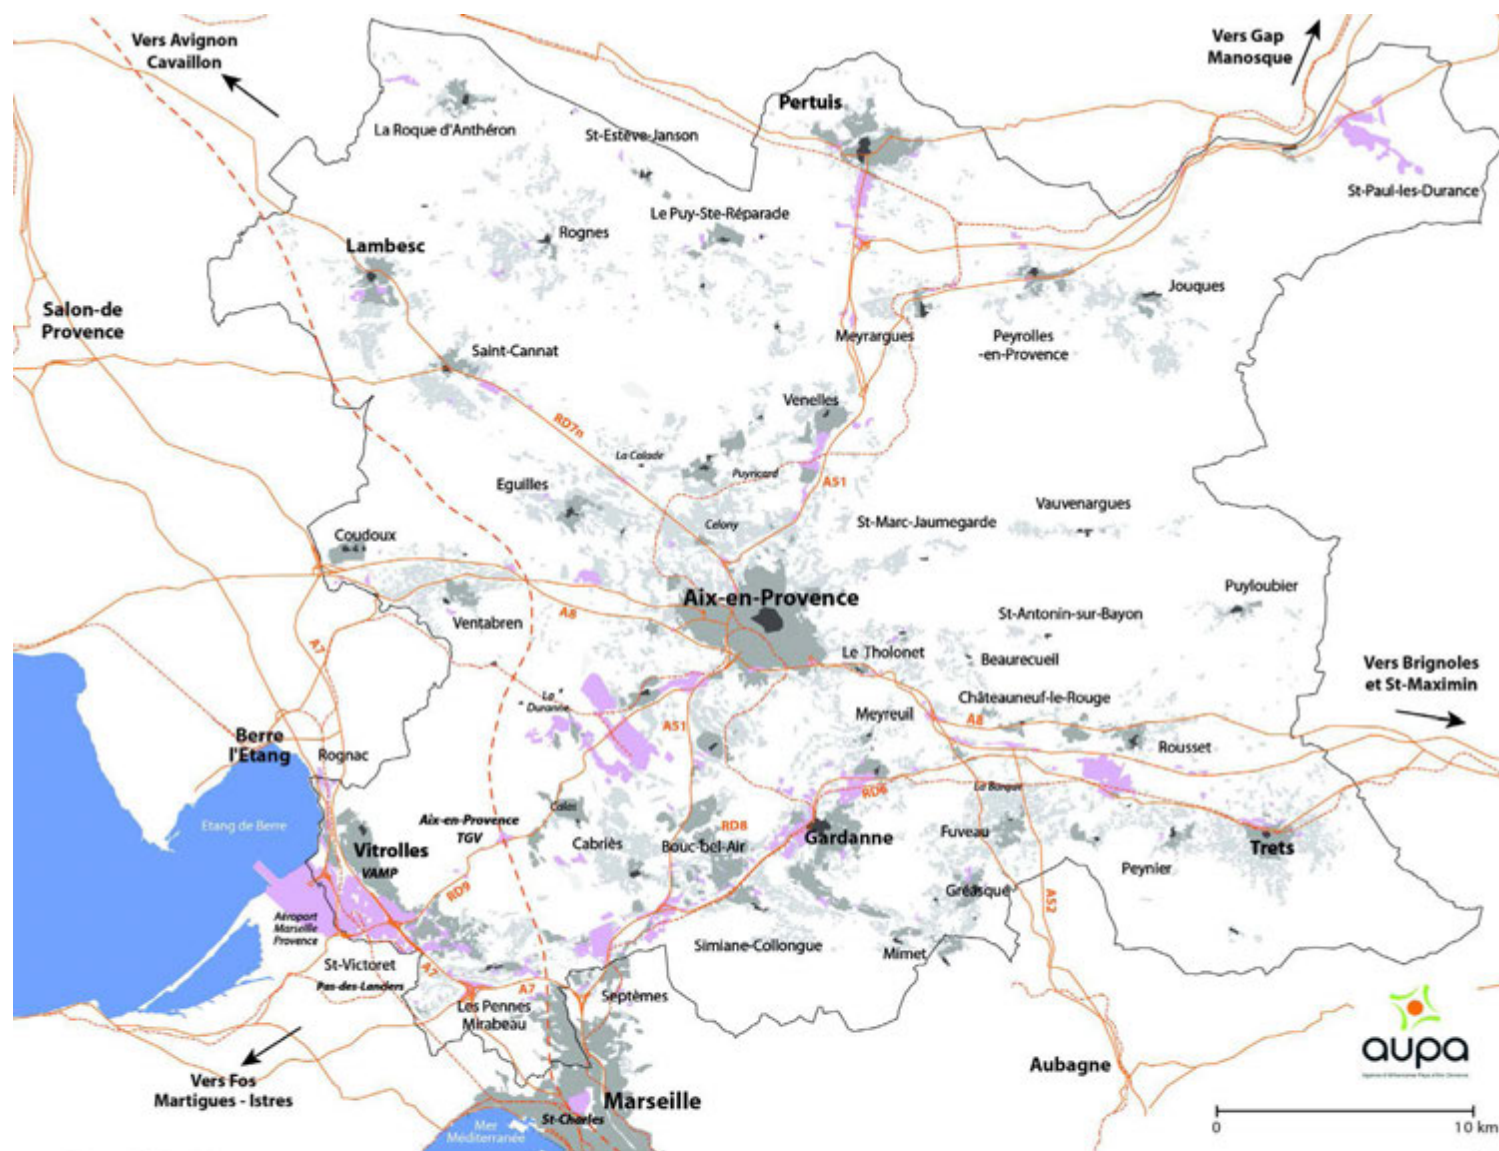 Vers Avignon
Cavaillon
Vers Gap
Manosque
Pertuis
La Roque d'Anthéron
St-Estève-Janson
St-Paul-les-Durance
Le Puy-Ste-Réparade
Rognes
Lambesc
Jouques
Salon-de
Provence
Meyrargues
Peyrolles
-en-Provence
Saint-Cannat
Venelles
RD7n
La Calade
Puyricard
A51
Eguilles
Vauvenargues
St-Marc-Jaumegarde
Celony
Coudoux
Puyloubier
Aix-en-Provence
A8
Ventabren
St-Antonin-sur-Bayon
A7
Le Tholonet
Beaurecueil
Vers Brignoles
et St-Maximin
La
Duranne
Châteauneuf-le-Rouge
Meyreuil
A51
A8
Berre
l'Etang
Rognac
Rousset
RD6
La Barque
Calas
Etang de Berre
Aix-en-Provence
TGV
RD8
Vitrolles
VAMP
Cabriès
Bouc-bel-Air
Gardanne
Fuveau
Trets
Peynier
RD9
Gréasque
A52
Aéroport
Marseille
Provence
Simiane-Collongue
Mimet
St-Victoret
A7
Pas-des-Lanciers
A7
Septèmes
Les Pennes
Mirabeau
Vers Fos
Martigues - Istres
Aubagne
aupa
Marseille
St-Charles
Mer
Méditerranée
0
10 km